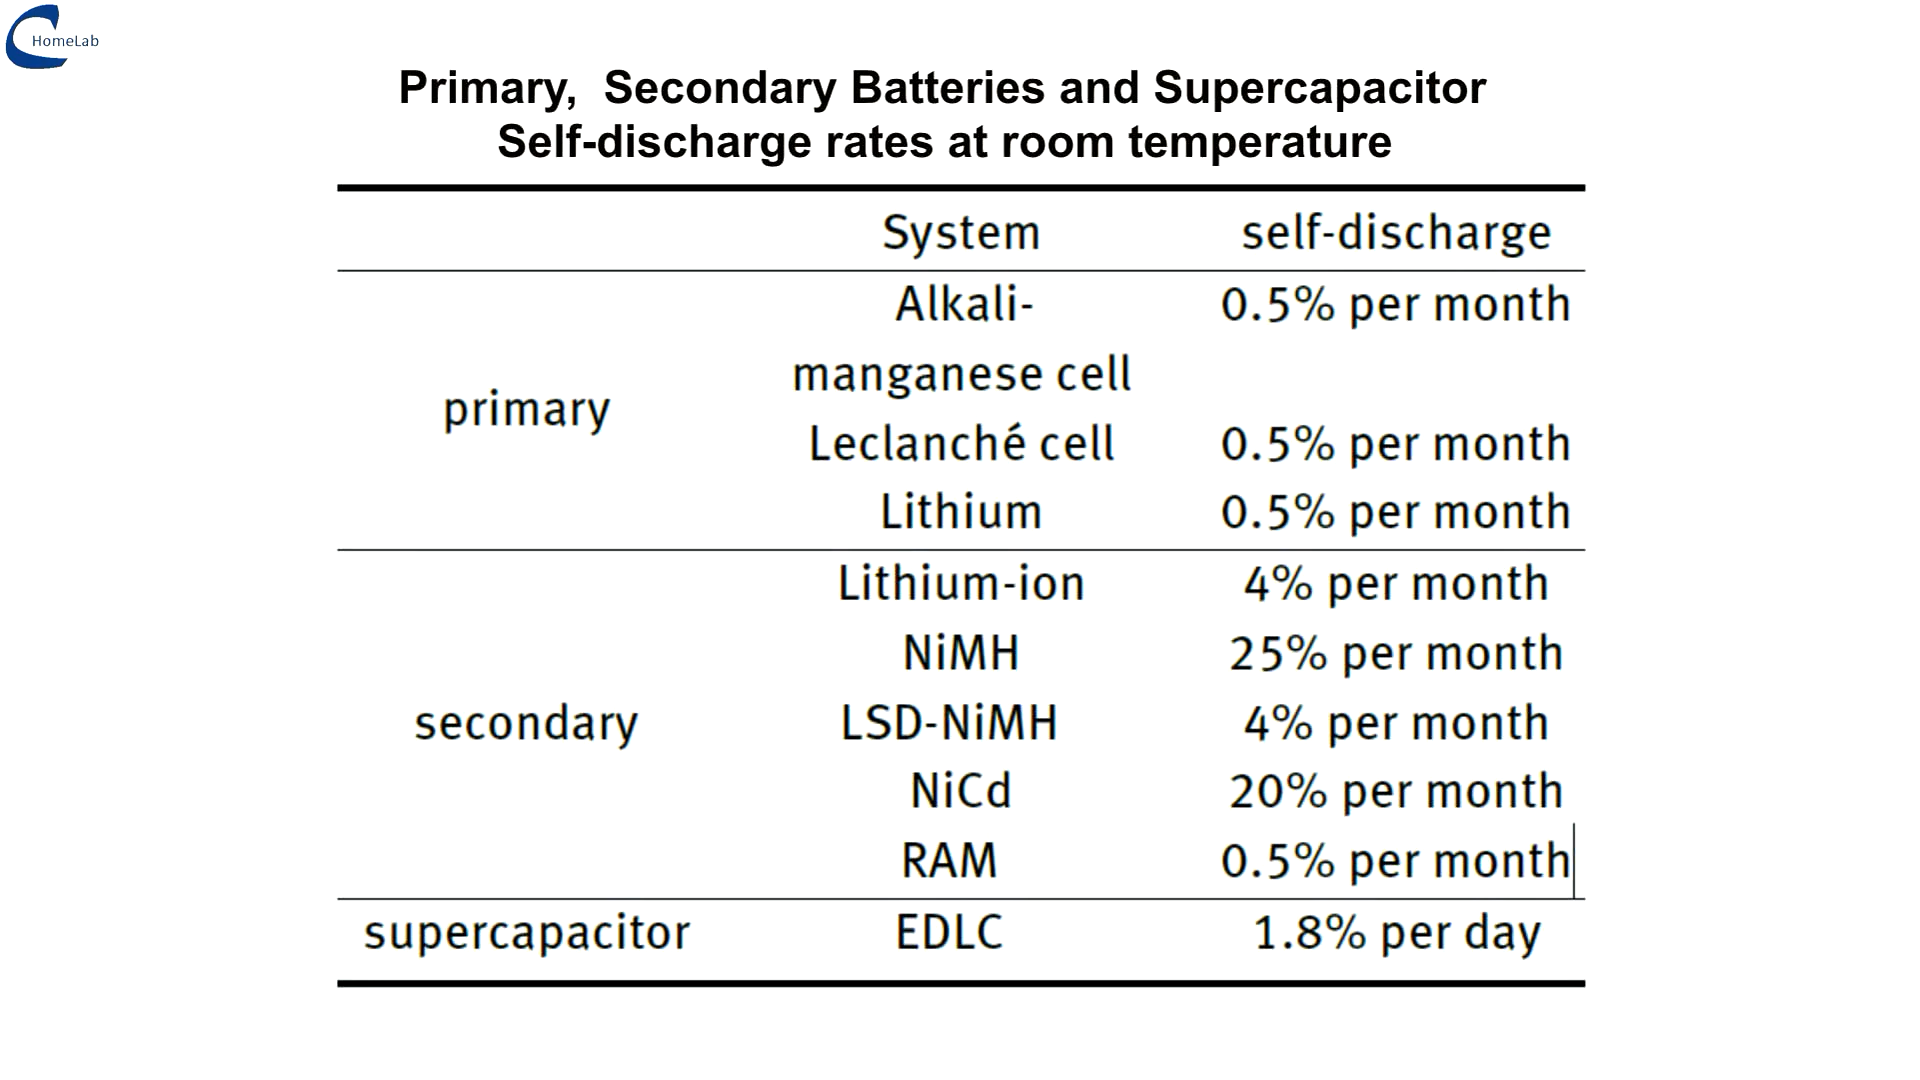 HomeLab
Primary, Secondary Batteries and Supercapacitor
Self-discharge rates at room temperature
System self-discharge
Alkali- 0.5% per month
manganese cell
primary
Leclanché cell 0.5% per month
Lithium 0.5% per month
Lithium-ion 4% per month
NiMH 25% per month
secondary LSD-NiMH 4% per month
NiCd 20% per month
RAM 0.5% per month
supercapacitor EDLC 1.8% per day